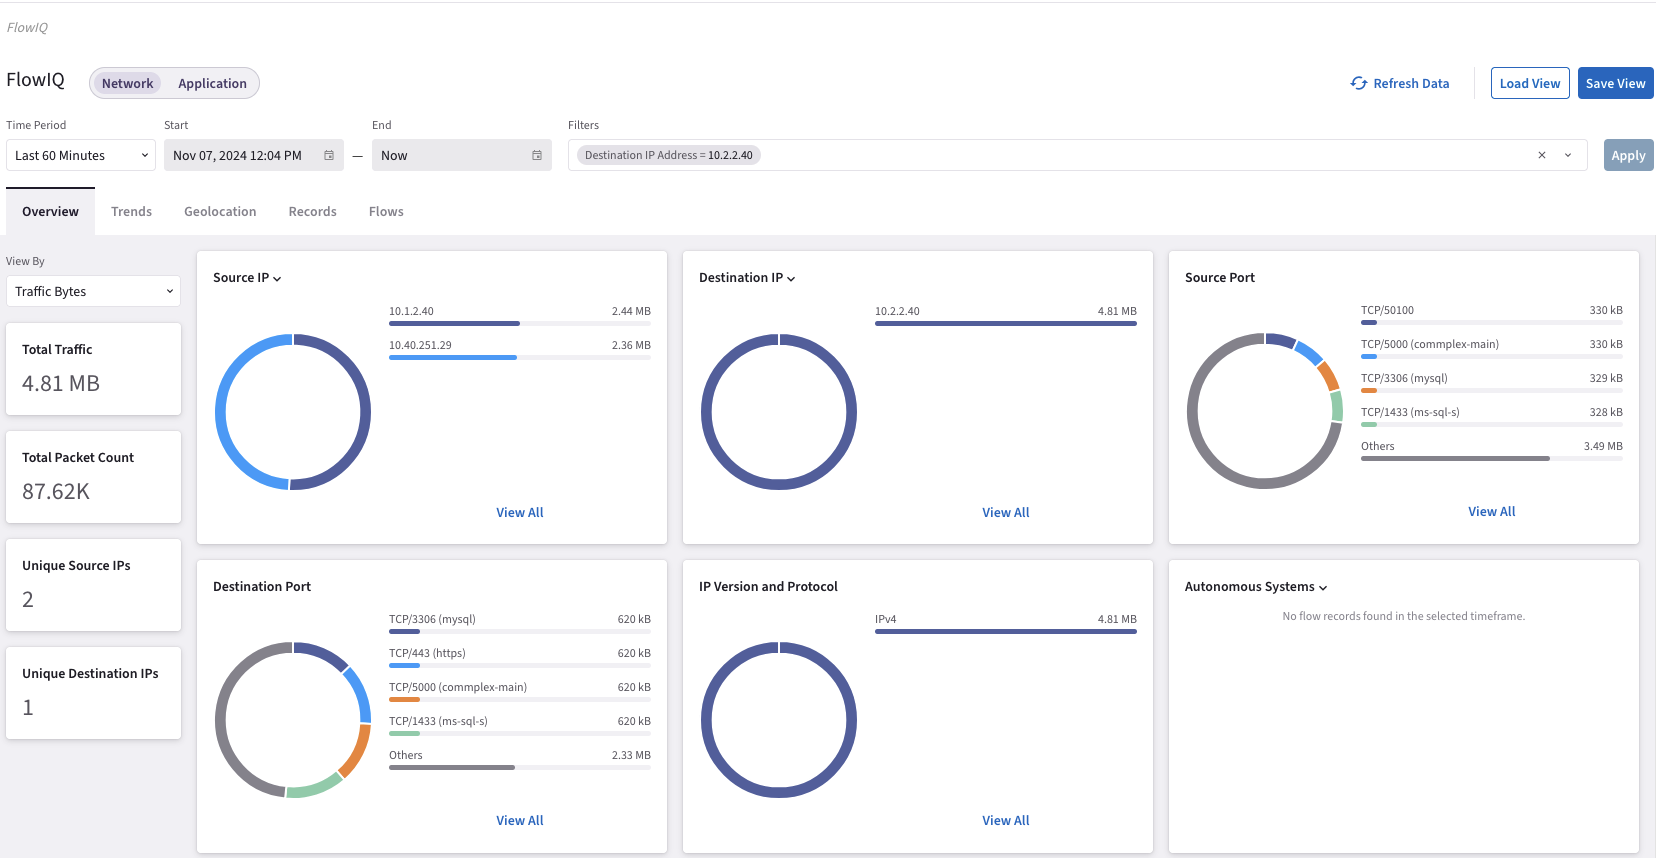 FlowIQ
FlowIQ
Network
Application
Refresh Data
Load View
Save View
Time Period
Start
End
Filters
Last 60 Minutes
Nov 07, 2024 12:04 PM
—
Now
Destination IP Address = 10.2.2.40
Apply
Overview
Trends
Geolocation
Records
Flows
View By
Traffic Bytes
Total Traffic
4.81 MB
Total Packet Count
87.62K
Unique Source IPs
2
Unique Destination IPs
1
Source IP
10.1.2.40 2.44 MB
10.40.251.29 2.36 MB
View All
Destination IP
10.2.2.40 4.81 MB
View All
Source Port
TCP/50100 330 kB
TCP/5000 (commplex-main) 330 kB
TCP/3306 (mysql) 329 kB
TCP/1433 (ms-sql-s) 328 kB
Others 3.49 MB
View All
Destination Port
TCP/3306 (mysql) 620 kB
TCP/443 (https) 620 kB
TCP/5000 (commplex-main) 620 kB
TCP/1433 (ms-sql-s) 620 kB
Others 2.33 MB
View All
IP Version and Protocol
IPv4 4.81 MB
View All
Autonomous Systems
No flow records found in the selected timeframe.